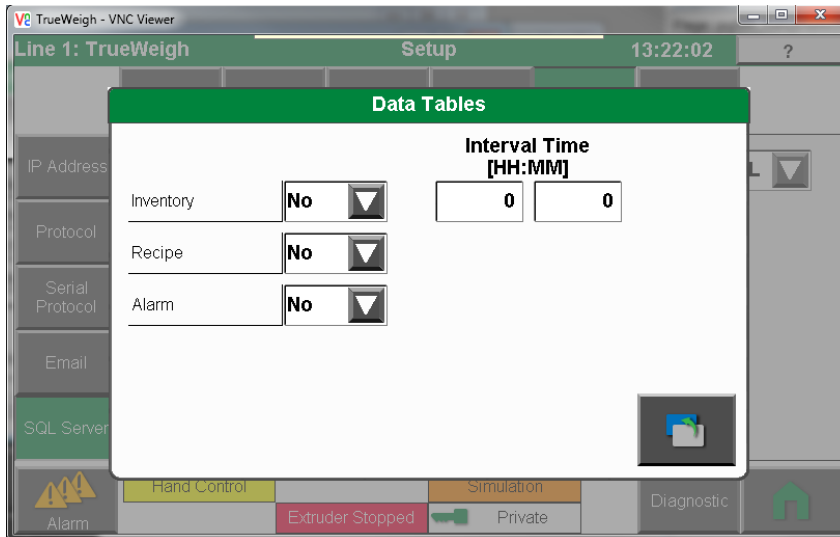 TrueWeigh - VNC Viewer
Line 1: TrueWeigh
Setup
13:22:02
?
Data Tables
Interval Time
[HH:MM]
Inventory
No
0
0
Recipe
No
Alarm
No
IP Address
Protocol
Serial
Protocol
Email
SQL Server
L
Alarm
Hand Control
Simulation
Extruder Stopped
Private
Diagnostic